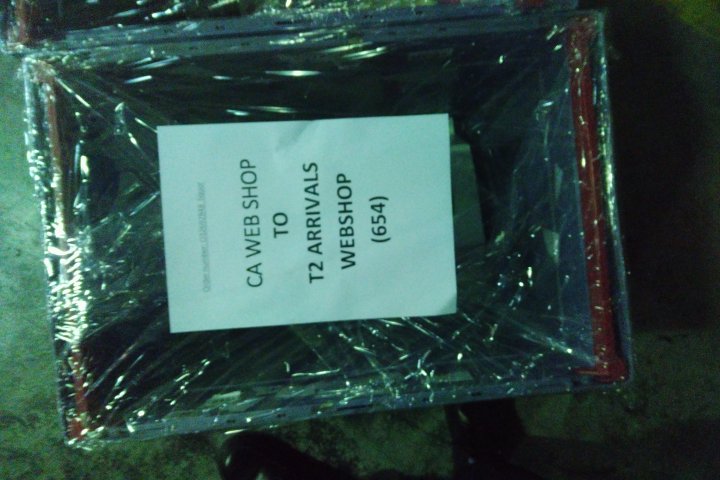 CA WEB SHOP
TO
T2 ARRIVALS
WEBSHOP
(654)